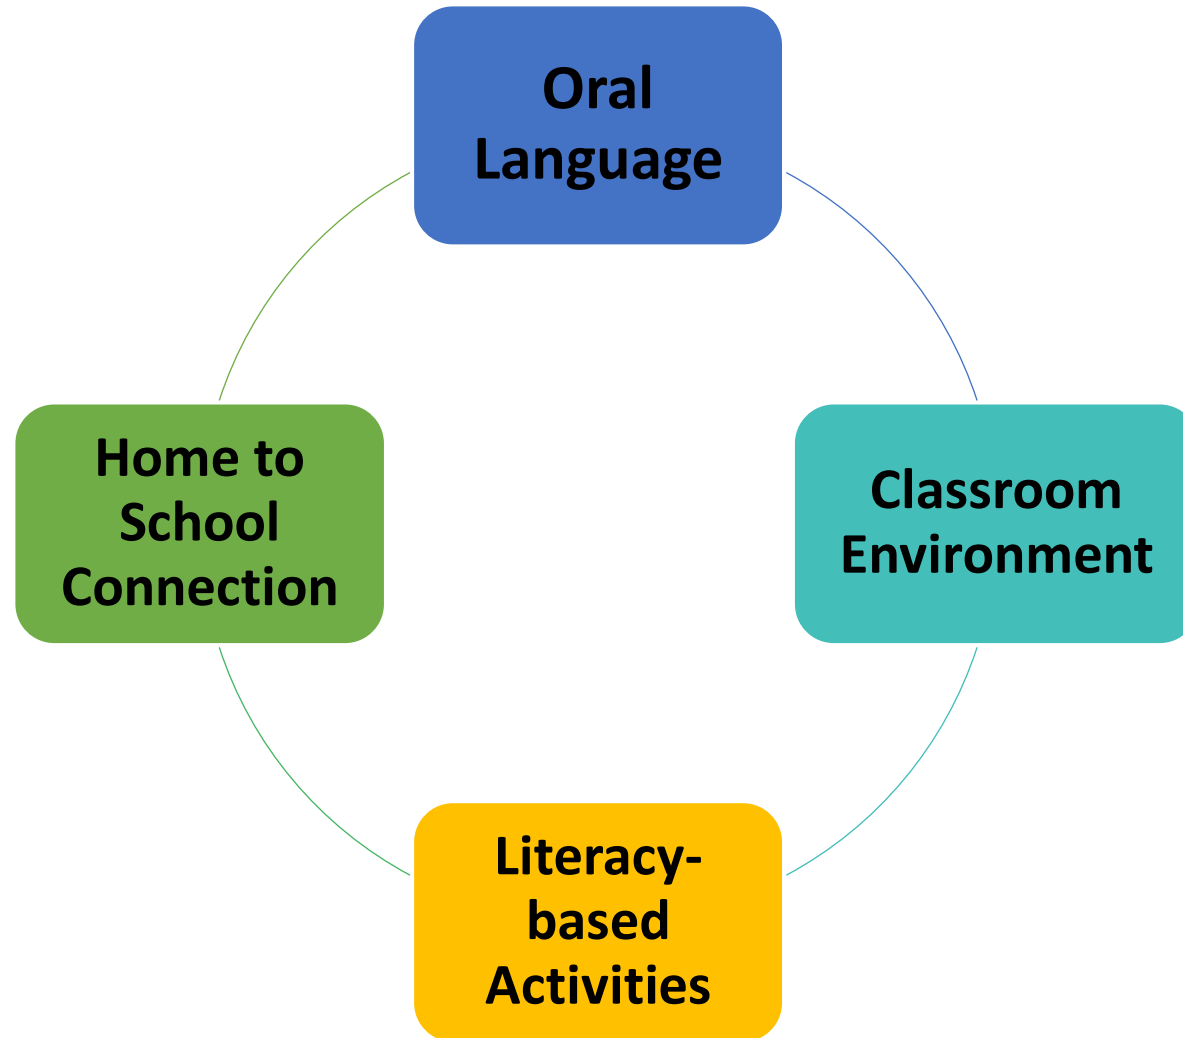 Oral
Language
Home to
School
Connection
Classroom
Environment
Literacy-
based
Activities